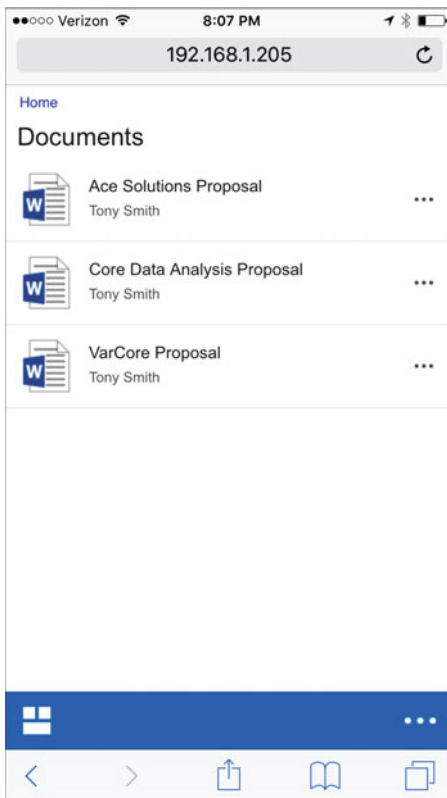 Verizon 8:07 PM
192.168.1.205
Home
Documents
W
Ace Solutions Proposal
Tony Smith
W
Core Data Analysis Proposal
Tony Smith
W
VarCore Proposal
Tony Smith